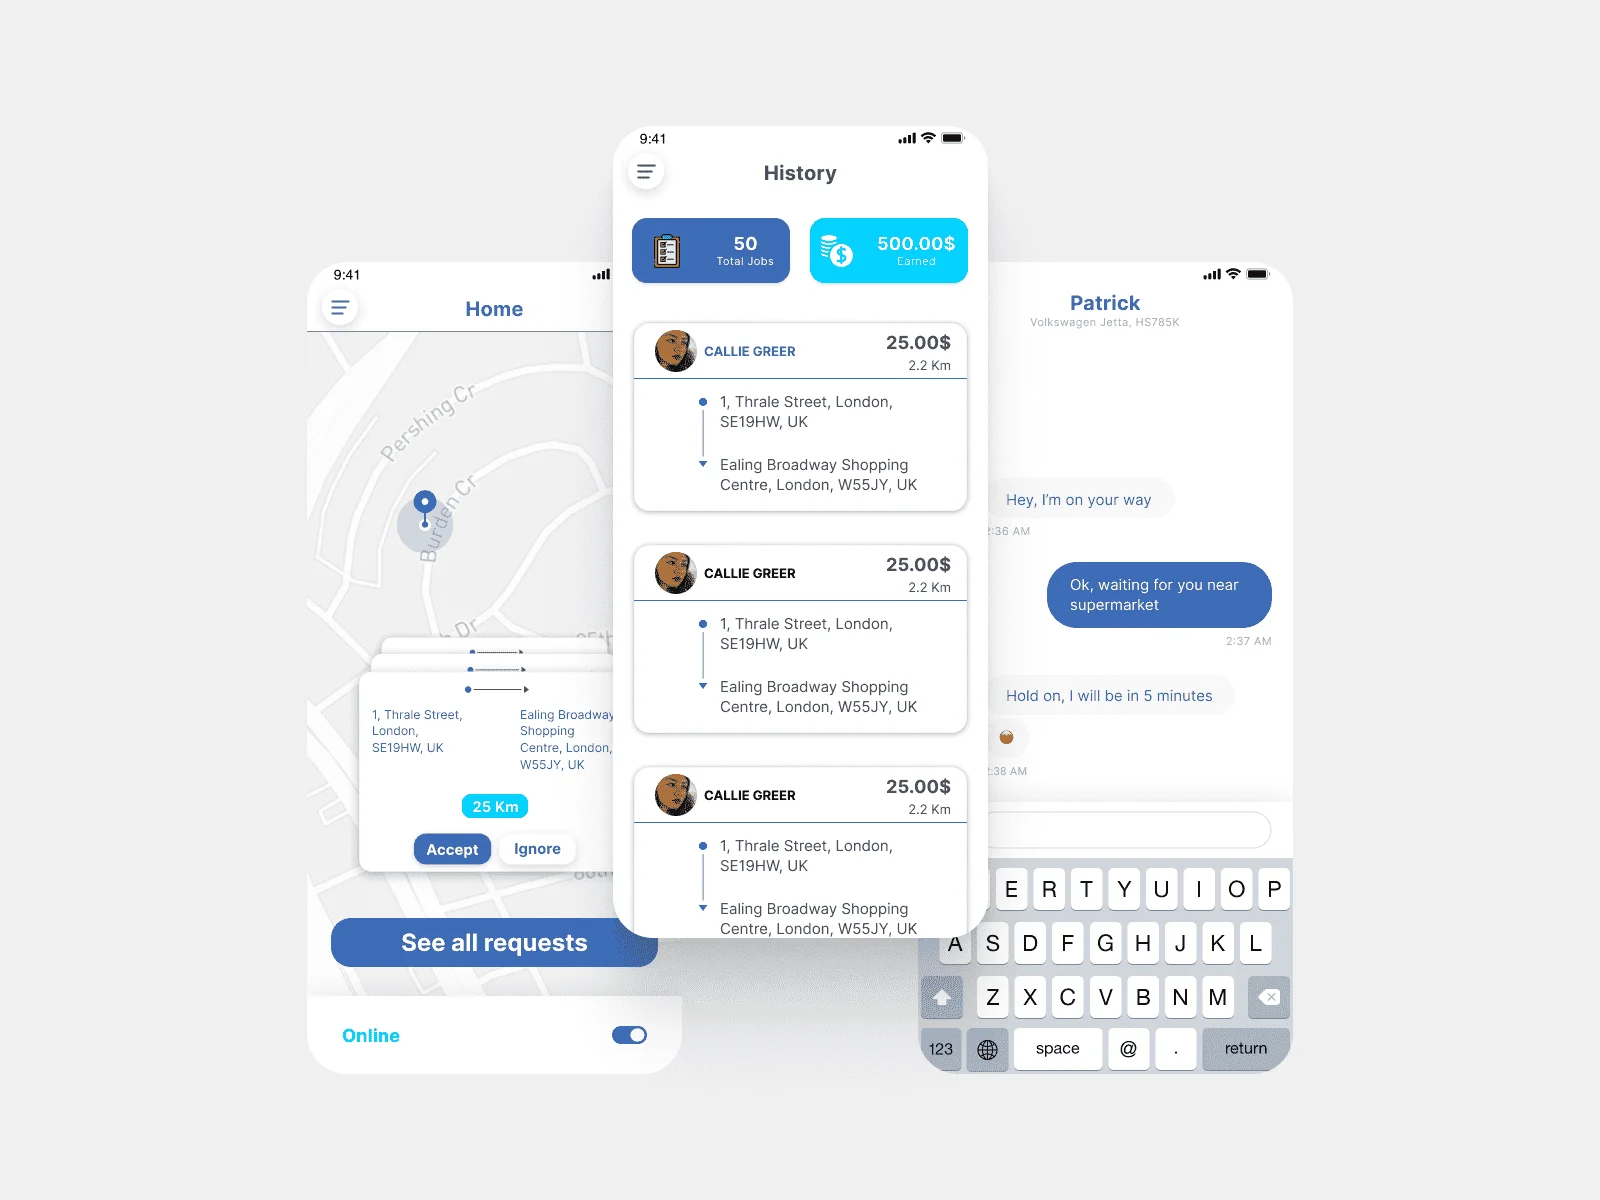 9:41
Home
Pershing Cr
Burden Cr
Dr
1, Thrale Street,
London,
SE19HW, UK
Ealing Broadway
Shopping
Centre, London,
W55JY, UK
25 Km
Accept
Ignore
See all requests
Online
9:41
History
50
Total Jobs
500.00$
Earned
CALLIE GREER
25.00$
2.2 Km
1, Thrale Street, London,
SE19HW, UK
Ealing Broadway Shopping
Centre, London, W55JY, UK
CALLIE GREER
25.00$
2.2 Km
1, Thrale Street, London,
SE19HW, UK
Ealing Broadway Shopping
Centre, London, W55JY, UK
CALLIE GREER
25.00$
2.2 Km
1, Thrale Street, London,
SE19HW, UK
Ealing Broadway Shopping
Centre, London, W55JY, UK
Patrick
Volkswagen Jetta, HS785K
Hey, I'm on your way
2:36 AM
Ok, waiting for you near
supermarket
2:37 AM
Hold on, I will be in 5 minutes
2:38 AM
E R T Y U I O P
A S D F G H J K L
Z X C V B N M
123 space @ . return